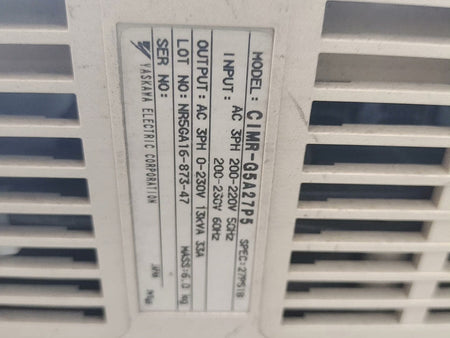 MODEL: CIMR-G5A27P5 SPEC: 27P51B
INPUT: AC 3PH 200-220V 50Hz
200-230V 60Hz
OUTPUT: AC 3PH 0-230V 13kVA 33A
LOT NO: NR5GA16-873-47 MASS: 6.0 kg
SER NO:
YASKAWA ELECTRIC CORPORATION JAPAN